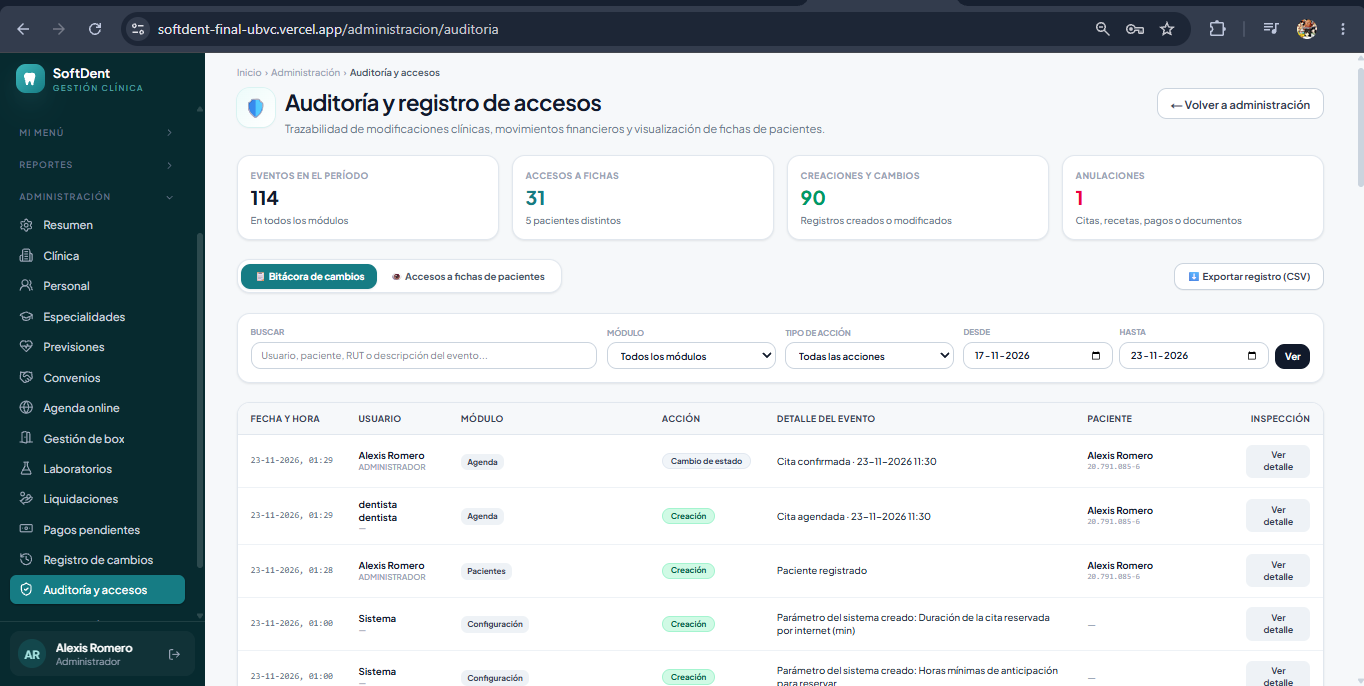 softdent-final-ubvc.vercel.app/administracion/auditoria
SoftDent
GESTIÓN CLÍNICA
MI MENÚ
REPORTES
ADMINISTRACIÓN
Resumen
Clínica
Personal
Especialidades
Previsiones
Convenios
Agenda online
Gestión de box
Laboratorios
Liquidaciones
Pagos pendientes
Registro de cambios
Auditoría y accesos
AR
Alexis Romero
Administrador
Inicio › Administración › Auditoría y accesos
Auditoría y registro de accesos
Trazabilidad de modificaciones clínicas, movimientos financieros y visualización de fichas de pacientes.
← Volver a administración
EVENTOS EN EL PERÍODO
114
En todos los módulos
ACCESOS A FICHAS
31
5 pacientes distintos
CREACIONES Y CAMBIOS
90
Registros creados o modificados
ANULACIONES
1
Citas, recetas, pagos o documentos
Bitácora de cambios
Accesos a fichas de pacientes
Exportar registro (CSV)
BUSCAR
Usuario, paciente, RUT o descripción del evento...
MÓDULO
Todos los módulos
TIPO DE ACCIÓN
Todas las acciones
DESDE
17-11-2026
HASTA
23-11-2026
Ver
FECHA Y HORA USUARIO MÓDULO ACCIÓN DETALLE DEL EVENTO PACIENTE INSPECCIÓN
23-11-2026, 01:29 Alexis Romero Agenda Cambio de estado Cita confirmada · 23-11-2026 11:30 Alexis Romero Ver detalle
ADMINISTRADOR 20.791.085-6
23-11-2026, 01:29 dentista dentista Agenda Creación Cita agendada · 23-11-2026 11:30 Alexis Romero Ver detalle
— 20.791.085-6
23-11-2026, 01:28 Alexis Romero Pacientes Creación Paciente registrado Alexis Romero Ver detalle
ADMINISTRADOR 20.791.085-6
23-11-2026, 01:00 Sistema Configuración Creación Parámetro del sistema creado: Duración de la cita reservada por internet (min) — Ver detalle
—
23-11-2026, 01:00 Sistema Configuración Creación Parámetro del sistema creado: Horas mínimas de anticipación para reservar — Ver detalle
—